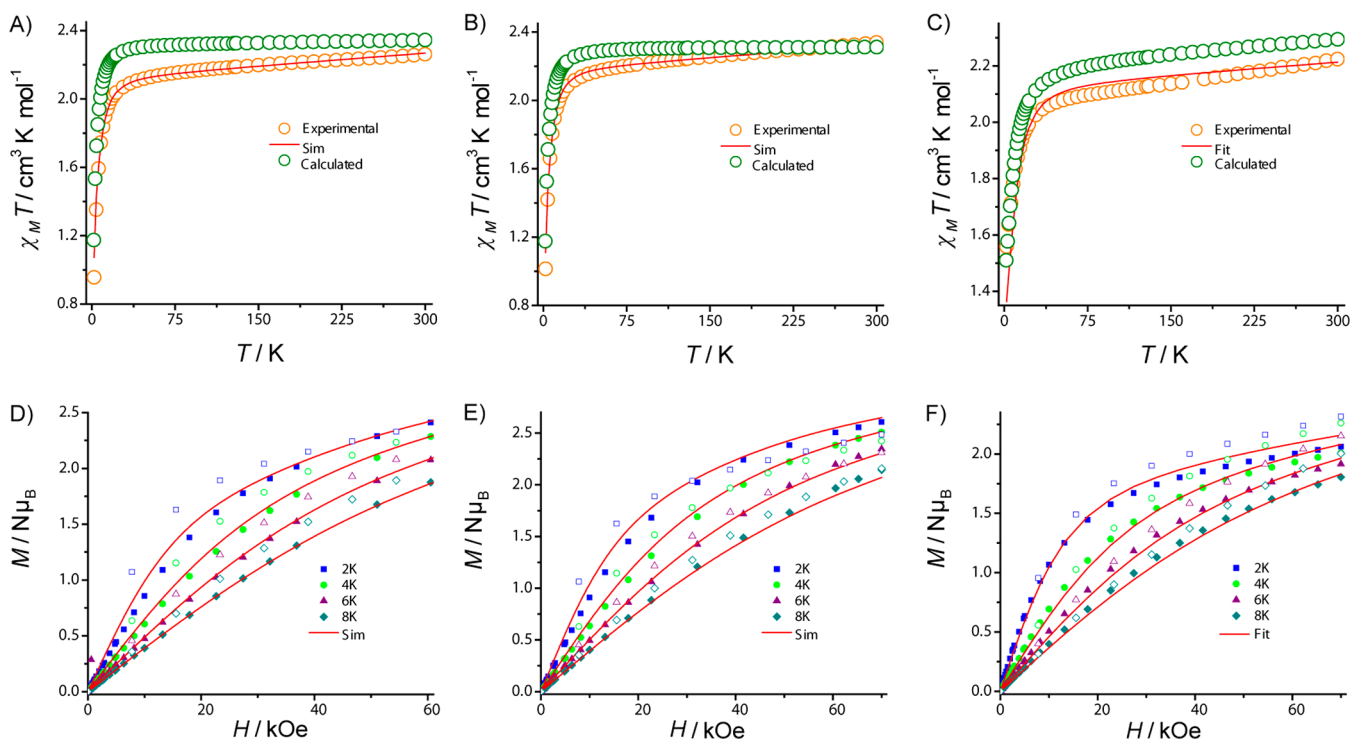 A)
χM T / cm3 K mol−1
2.4
2.0
1.6
1.2
0.8
0
75
150
225
300
T / K
Experimental
Sim
Calculated
B)
χM T / cm3 K mol−1
2.4
2.0
1.6
1.2
0.8
0
75
150
225
300
T / K
Experimental
Sim
Calculated
C)
χM T / cm3 K mol−1
2.2
2.0
1.8
1.6
1.4
0
75
150
225
300
T / K
Experimental
Fit
Calculated
D)
M / NμB
2.5
2.0
1.5
1.0
0.5
0.0
0
20
40
60
H / kOe
2K
4K
6K
8K
Sim
E)
M / NμB
2.5
2.0
1.5
1.0
0.5
0.0
0
20
40
60
H / kOe
2K
4K
6K
8K
Sim
F)
M / NμB
2.0
1.5
1.0
0.5
0.0
0
20
40
60
H / kOe
2K
4K
6K
8K
Fit